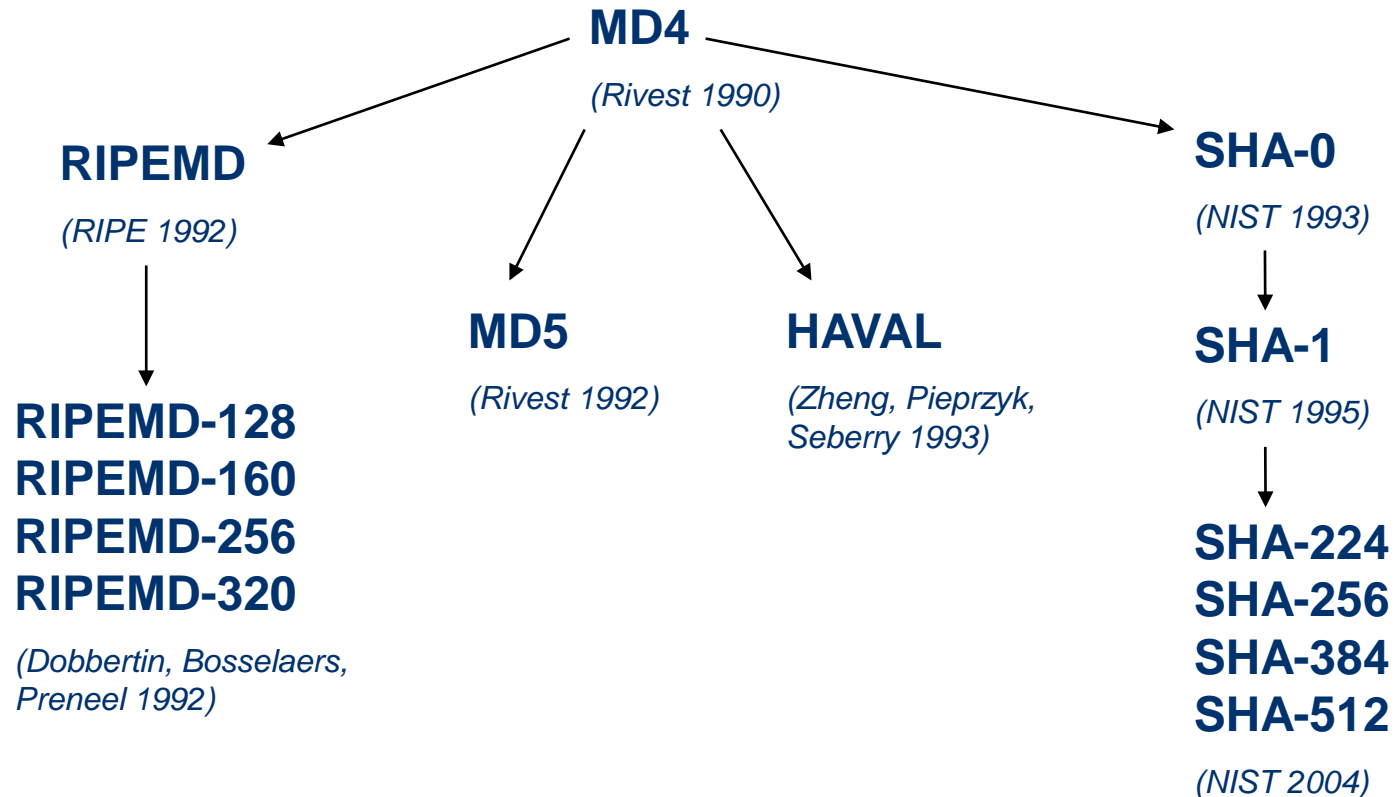 MD4
(Rivest 1990)
RIPEMD
(RIPE 1992)
SHA-0
(NIST 1993)
MD5
(Rivest 1992)
HAVAL
(Zheng, Pieprzyk,
Seberry 1993)
SHA-1
(NIST 1995)
RIPEMD-128
RIPEMD-160
RIPEMD-256
RIPEMD-320
(Dobbertin, Bosselaers,
Preneel 1992)
SHA-224
SHA-256
SHA-384
SHA-512
(NIST 2004)